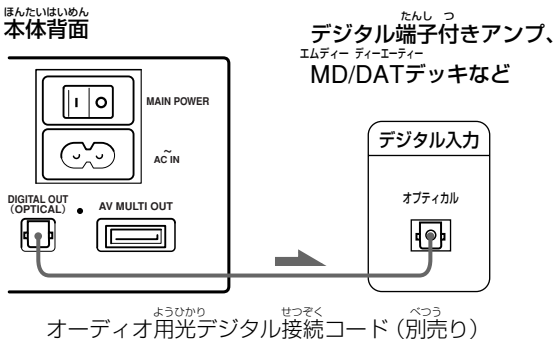 ほんたいはいめん
本体背面
たんし つ
デジタル端子付きアンプ、
エムディー ディーエーティー
MD/DATデッキなど
MAIN POWER
~
AC IN
DIGITAL OUT
(OPTICAL)
AV MULTI OUT
デジタル入力
オプティカル
ようひかり せつぞく べつう
オーディオ用光デジタル接続コード（別売り）